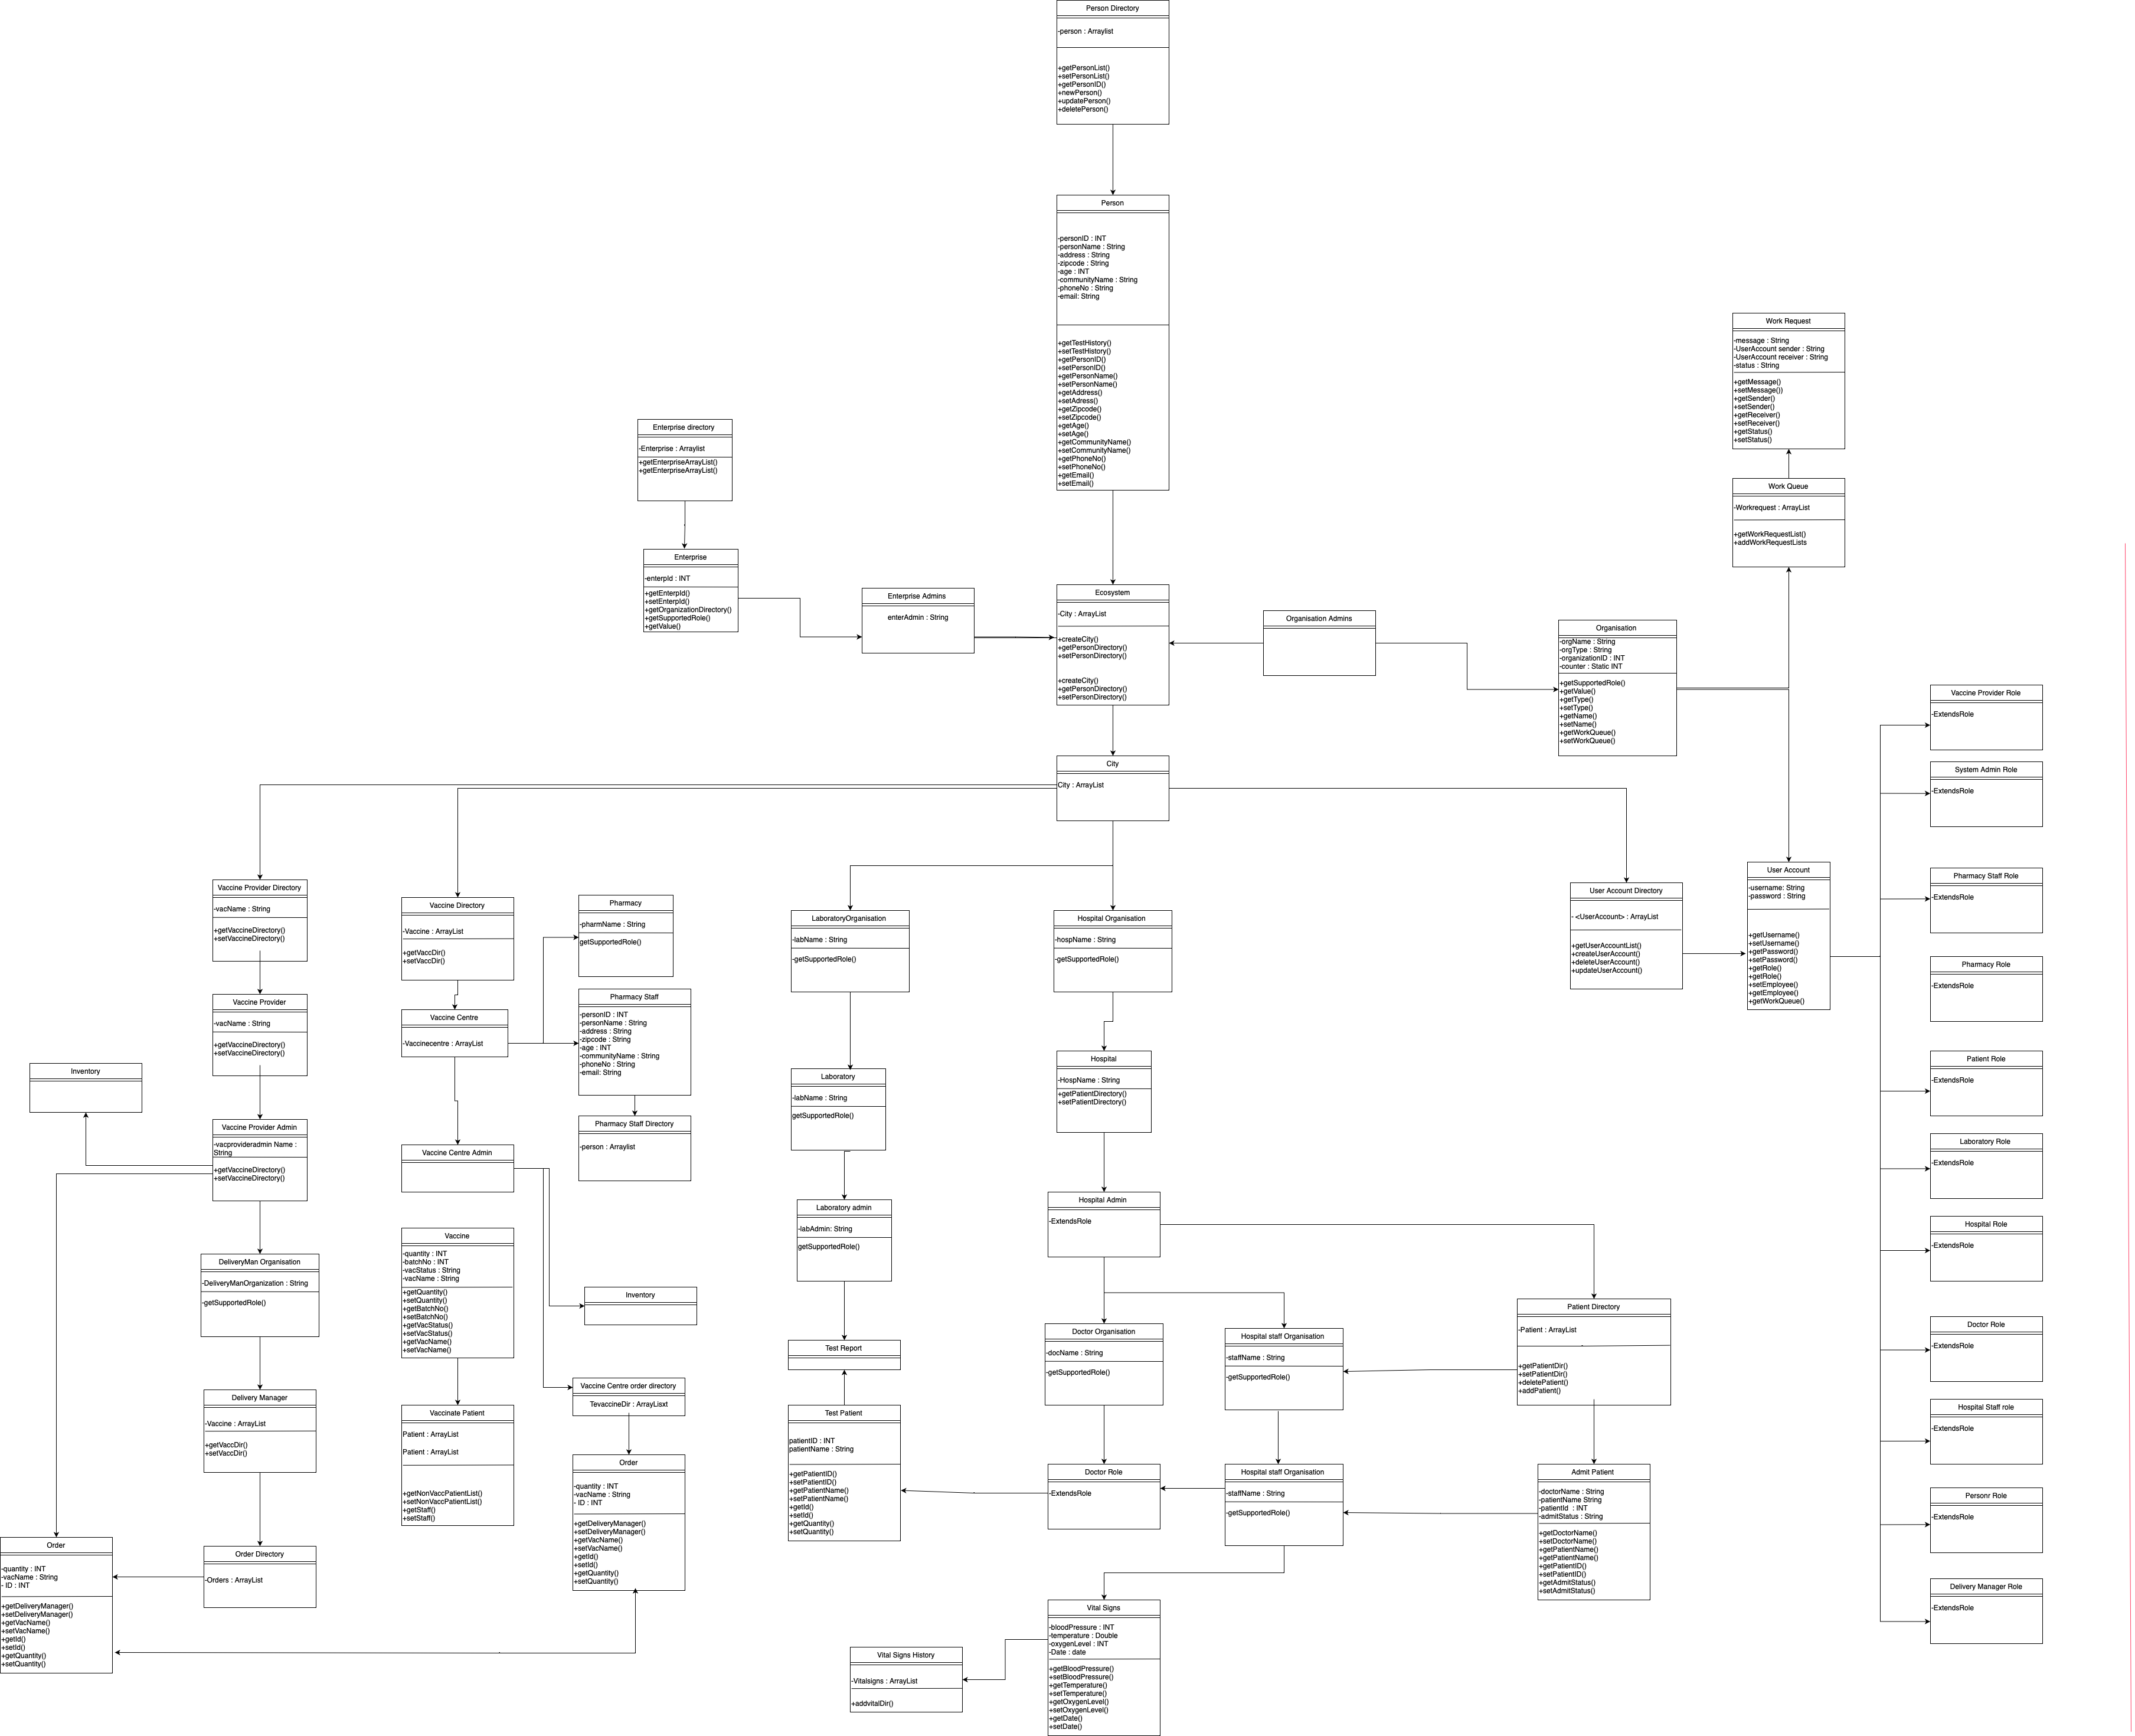 Person Directory
-person : Arraylist
+getPersonList()
+setPersonList()
+getPersonID()
+newPerson()
+updatePerson()
+deletePerson()
Person
-personID : INT
-personName : String
-address : String
-zipcode : String
-age : INT
-communityName : String
-phoneNo : String
-email: String
+getTestHistory()
+setTestHistory()
+getPersonID()
+setPersonID()
+getPersonName()
+setPersonName()
+getAddress()
+setAdress()
+getZipcode()
+setZipcode()
+getAge()
+setAge()
+getCommunityName()
+setCommunityName()
+getPhoneNo()
+setPhoneNo()
+getEmail()
+setEmail()
Work Request
-message : String
-UserAccount sender : String
-UserAccount receiver : String
-status : String
+getMessage()
+setMessage())
+getSender()
+setSender()
+getReceiver()
+setReceiver()
+getStatus()
+setStatus()
Enterprise directory
-Enterprise : Arraylist
+getEnterpriseArrayList()
+getEnterpriseArrayList()
Work Queue
-Workrequest : ArrayList
+getWorkRequestList()
+addWorkRequestLists
Enterprise
-enterpId : INT
+getEnterpId()
+setEnterpId()
+getOrganizationDirectory()
+getSupportedRole()
+getValue()
Enterprise Admins
enterAdmin : String
Ecosystem
-City : ArrayList
+createCity()
+getPersonDirectory()
+setPersonDirectory()
+createCity()
+getPersonDirectory()
+setPersonDirectory()
Organisation Admins
Organisation
-orgName : String
-orgType : String
-organizationID : INT
-counter : Static INT
+getSupportedRole()
+getValue()
+getType()
+setType()
+getName()
+setName()
+getWorkQueue()
+setWorkQueue()
City
City : ArrayList
Vaccine Provider Role
-ExtendsRole
System Admin Role
-ExtendsRole
Pharmacy Staff Role
-ExtendsRole
Pharmacy Role
-ExtendsRole
Patient Role
-ExtendsRole
Laboratory Role
-ExtendsRole
Hospital Role
-ExtendsRole
Doctor Role
-ExtendsRole
Hospital Staff role
-ExtendsRole
Personr Role
-ExtendsRole
Delivery Manager Role
-ExtendsRole
User Account
-username: String
-password : String
+getUsername()
+setUsername()
+getPassword()
+setPassword()
+getRole()
+getRole()
+setEmployee()
+getEmployee()
+getWorkQueue()
User Account Directory
- <UserAccount> : ArrayList
+getUserAccountList()
+createUserAccount()
+deleteUserAccount()
+updateUserAccount()
Vaccine Provider Directory
-vacName : String
+getVaccineDirectory()
+setVaccineDirectory()
Vaccine Provider
-vacName : String
+getVaccineDirectory()
+setVaccineDirectory()
Inventory
Vaccine Provider Admin
-vacprovideradmin Name :
String
+getVaccineDirectory()
+setVaccineDirectory()
DeliveryMan Organisation
-DeliveryManOrganization : String
-getSupportedRole()
Delivery Manager
-Vaccine : ArrayList
+getVaccDir()
+setVaccDir()
Order Directory
-Orders : ArrayList
Order
-quantity : INT
-vacName : String
- ID : INT
+getDeliveryManager()
+setDeliveryManager()
+getVacName()
+setVacName()
+getId()
+setId()
+getQuantity()
+setQuantity()
Vaccine Directory
-Vaccine : ArrayList
+getVaccDir()
+setVaccDir()
Vaccine Centre
-Vaccinecentre : ArrayList
Pharmacy
-pharmName : String
getSupportedRole()
Pharmacy Staff
-personID : INT
-personName : String
-address : String
-zipcode : String
-age : INT
-communityName : String
-phoneNo : String
-email: String
Pharmacy Staff Directory
-person : Arraylist
Vaccine Centre Admin
Vaccine
-quantity : INT
-batchNo : INT
-vacStatus : String
-vacName : String
+getQuantity()
+setQuantity()
+getBatchNo()
+setBatchNo()
+getVacStatus()
+setVacStatus()
+getVacName()
+setVacName()
Inventory
Vaccinate Patient
Patient : ArrayList
Patient : ArrayList
+getNonVaccPatientList()
+setNonVaccPatientList()
+getStaff()
+setStaff()
Vaccine Centre order directory
TevaccineDir : ArrayLisxt
Order
-quantity : INT
-vacName : String
- ID : INT
+getDeliveryManager()
+setDeliveryManager()
+getVacName()
+setVacName()
+getId()
+setId()
+getQuantity()
+setQuantity()
LaboratoryOrganisation
-labName : String
-getSupportedRole()
Laboratory
-labName : String
getSupportedRole()
Laboratory admin
-labAdmin: String
getSupportedRole()
Test Report
Test Patient
patientID : INT
patientName : String
+getPatientID()
+setPatientID()
+getPatientName()
+setPatientName()
+getId()
+setId()
+getQuantity()
+setQuantity()
Hospital Organisation
-hospName : String
-getSupportedRole()
Hospital
-HospName : String
+getPatientDirectory()
+setPatientDirectory()
Hospital Admin
-ExtendsRole
Doctor Organisation
-docName : String
-getSupportedRole()
Hospital staff Organisation
-staffName : String
-getSupportedRole()
Patient Directory
-Patient : ArrayList
+getPatientDir()
+setPatientDir()
+deletePatient()
+addPatient()
Doctor Role
-ExtendsRole
Hospital staff Organisation
-staffName : String
-getSupportedRole()
Admit Patient
-doctorName : String
-patientName String
-patientId : INT
-admitStatus : String
+getDoctorName()
+setDoctorName()
+getPatientName()
+getPatientName()
+getPatientID()
+setPatientID()
+getAdmitStatus()
+setAdmitStatus()
Vital Signs
-bloodPressure : INT
-temperature : Double
-oxygenLevel : INT
-Date : date
+getBloodPressure()
+setBloodPressure()
+getTemperature()
+setTemperature()
+getOxygenLevel()
+setOxygenLevel()
+getDate()
+setDate()
Vital Signs History
-Vitalsigns : ArrayList
+addvitalDir()